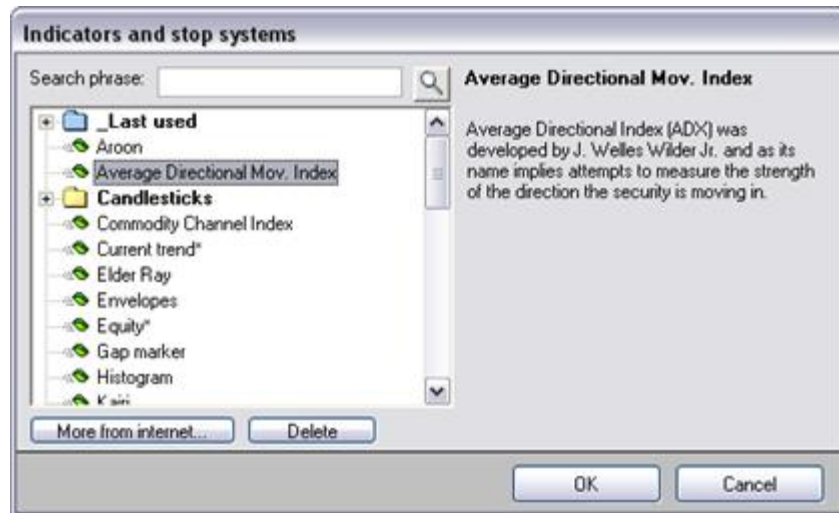 Indicators and stop systems
Search phrase:
_Last used
Aroon
Average Directional Mov. Index
Candlesticks
Commodity Channel Index
Current trend*
Elder Ray
Envelopes
Equity*
Gap marker
Histogram
Kairi
More from internet...
Delete
Average Directional Mov. Index
Average Directional Index (ADX) was
developed by J. Welles Wilder Jr. and as its
name implies attempts to measure the strength
of the direction the security is moving in.
OK
Cancel